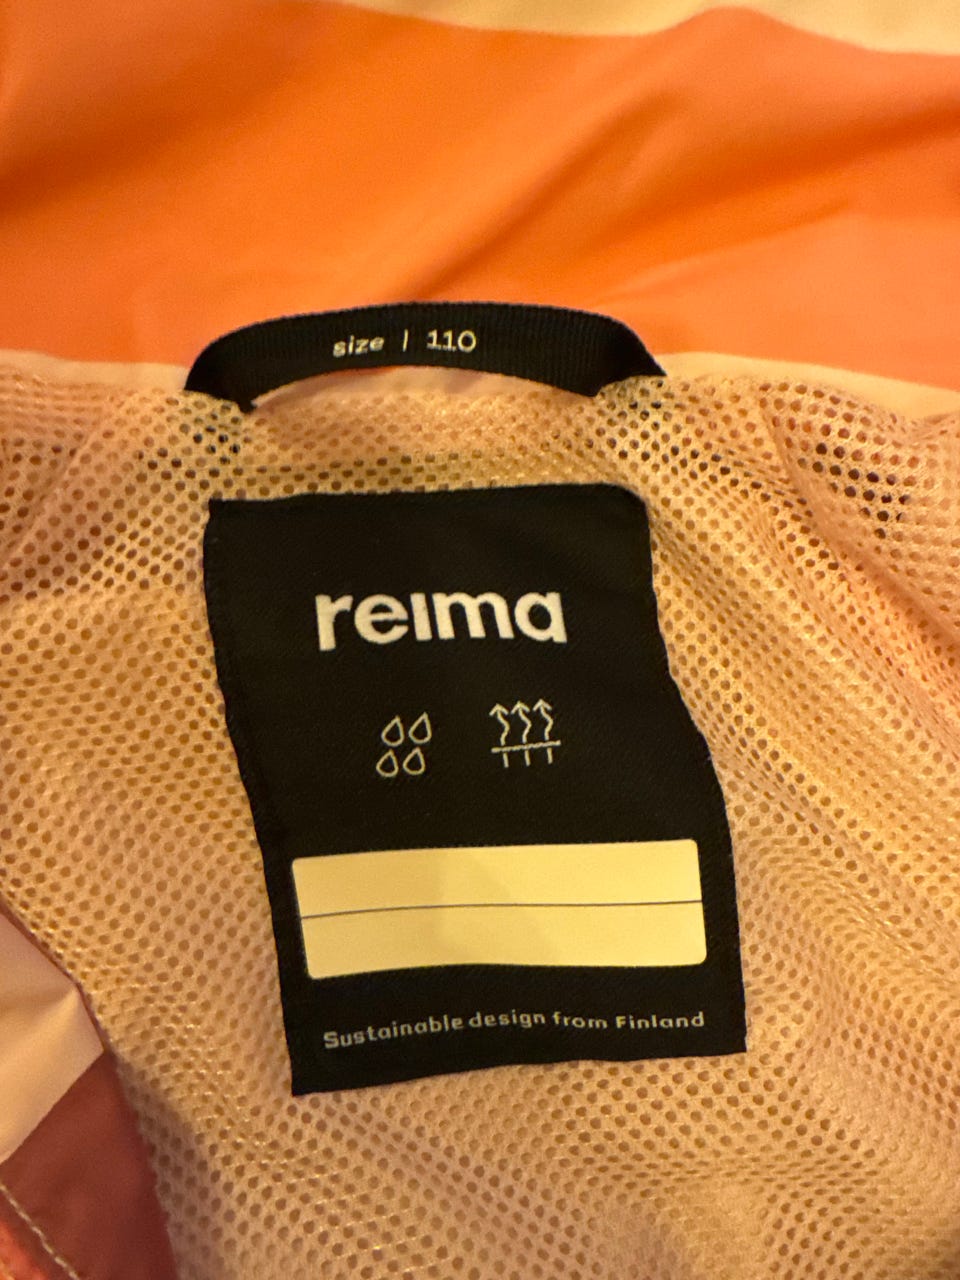 size | 110
reima
Sustainable design from Finland